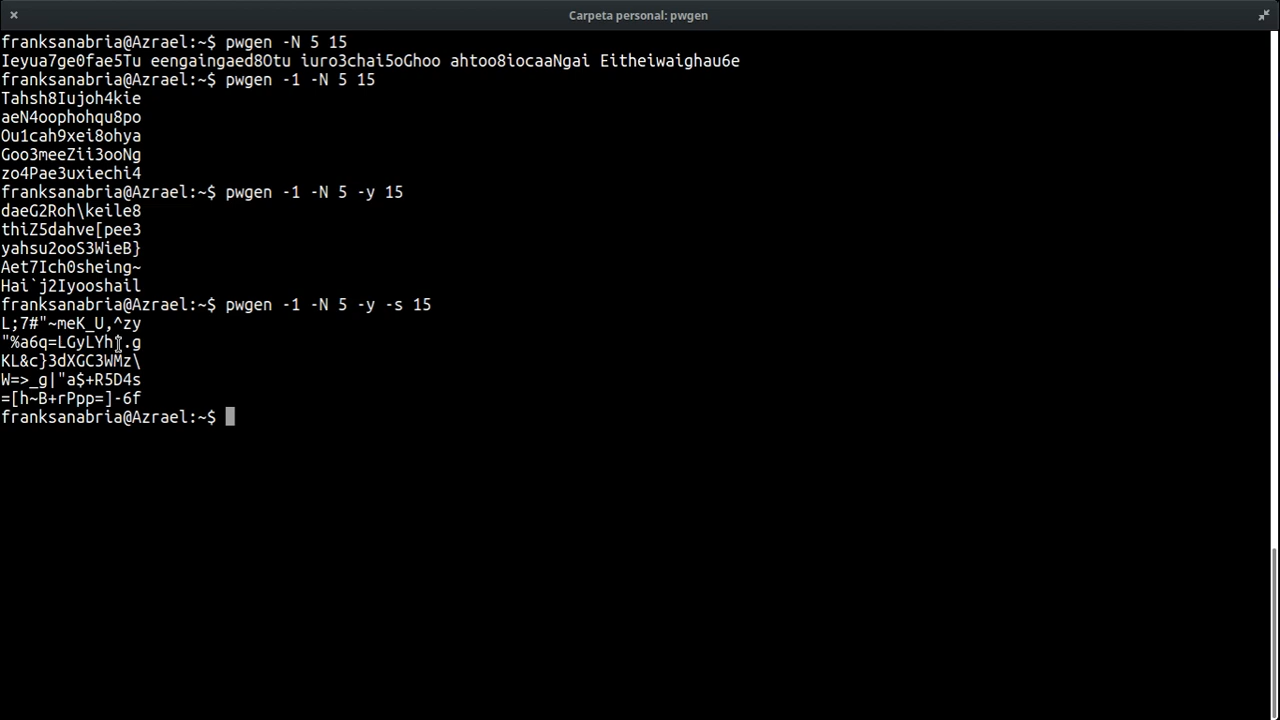 Carpeta personal: pwgen
franksanabria@Azrael:~$ pwgen -N 5 15
Ieyua7ge0fae5Tu eengaingaed8Otu iuro3chai5oGhoo ahtoo8iocaaNgai Eitheiwaighau6e
franksanabria@Azrael:~$ pwgen -1 -N 5 15
Tahsh8Iujoh4kie
aeN4oophohqu8po
Ou1cah9xei8ohya
Goo3meeZii3ooNg
zo4Pae3uxiechi4
franksanabria@Azrael:~$ pwgen -1 -N 5 -y 15
daeG2Roh\keile8
thiZ5dahve[pee3
yahsu2ooS3WieB}
Aet7Ich0sheing~
Hai`j2Iyooshail
franksanabria@Azrael:~$ pwgen -1 -N 5 -y -s 15
L;7#"~meK_U,^zy
KL&c}3dXGC3WMz\
W=>_g|"a$+R5D4s
=[h~B+rPpp=]-6f
franksanabria@Azrael:~$